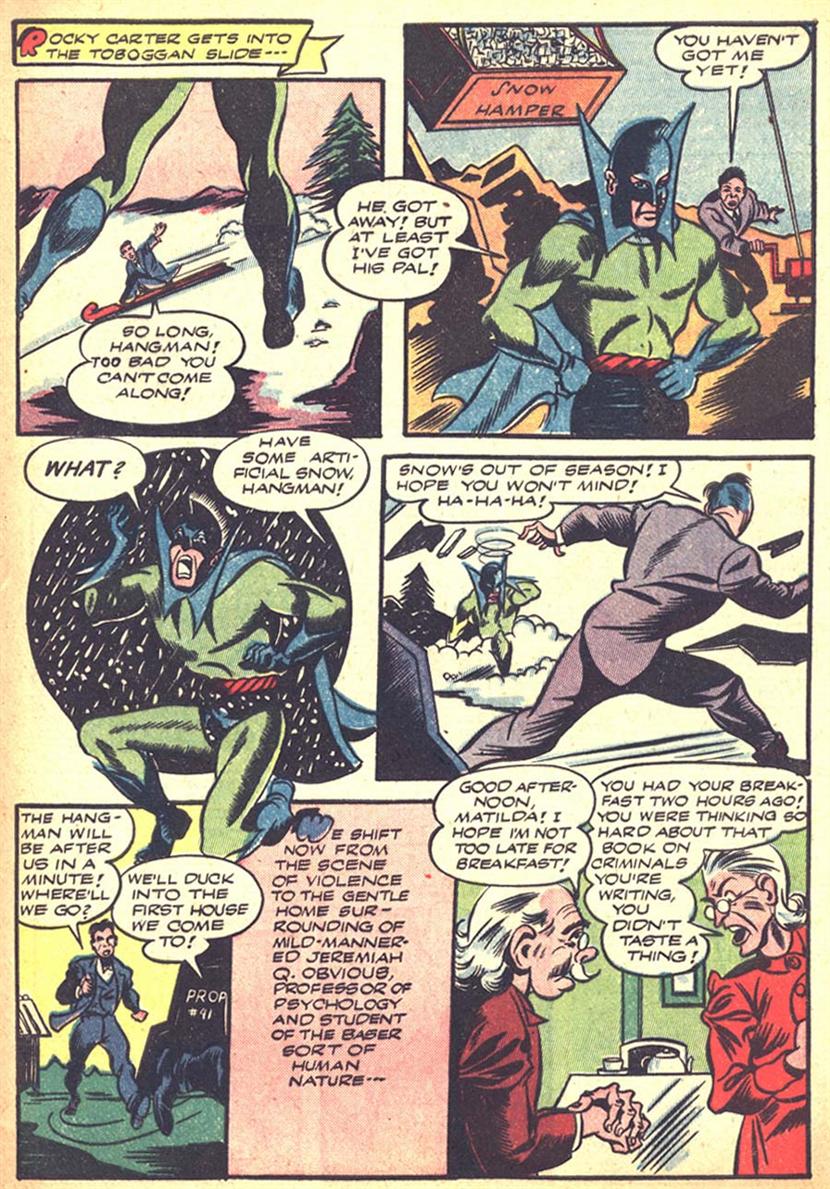 ROCKY CARTER GETS INTO
THE TOBOGGAN SLIDE---
SO LONG,
HANGMAN!
TOO BAD YOU
CAN'T COME
ALONG!
SNOW
HAMPER
YOU HAVEN'T
GOT ME
YET!
HE GOT
AWAY! BUT
AT LEAST
I'VE GOT
HIS PAL!
WHAT?
HAVE
SOME ARTI-
FICIAL SNOW,
HANGMAN!
SNOW'S OUT OF SEASON! I
HOPE YOU WON'T MIND!
HA-HA-HA!
THE HANG-
MAN WILL
BE AFTER
US IN A
MINUTE!
WHERE'LL
WE GO?
WE'LL DUCK
INTO THE
FIRST HOUSE
WE COME
TO!
PROP
#41
WE SHIFT
NOW FROM
THE SCENE
OF VIOLENCE
TO THE GENTLE
HOME SUR-
ROUNDING OF
MILD-MANNER-
ED JEREMIAH
Q. OBVIOUS,
PROFESSOR OF
PSYCHOLOGY
AND STUDENT
OF THE BASER
SORT OF
HUMAN
NATURE---
GOOD AFTER-
NOON,
MATILDA! I
HOPE I'M NOT
TOO LATE FOR
BREAKFAST!
YOU HAD YOUR BREAK-
FAST TWO HOURS AGO!
YOU WERE THINKING SO
HARD ABOUT THAT
BOOK ON
CRIMINALS
YOU'RE
WRITING,
YOU
DIDN'T
TASTE A
THING!